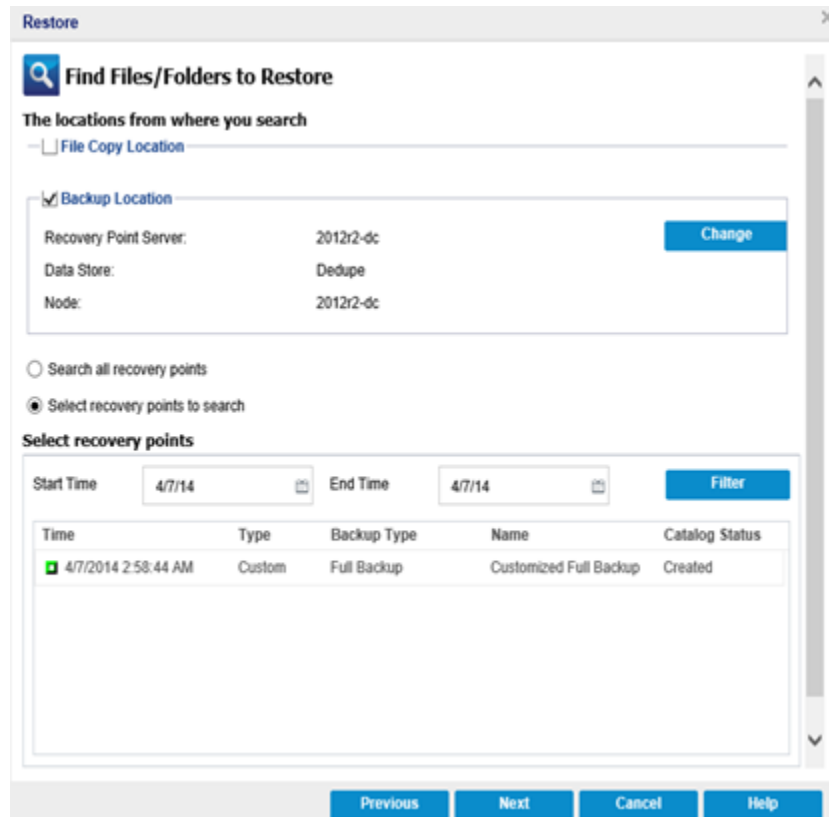 Restore
Find Files/Folders to Restore
The locations from where you search
File Copy Location
Backup Location
Recovery Point Server: 2012r2-dc Change
Data Store: Dedupe
Node: 2012r2-dc
Search all recovery points
Select recovery points to search
Select recovery points
Start Time 4/7/14 End Time 4/7/14 Filter
Time Type Backup Type Name Catalog Status
4/7/2014 2:58:44 AM Custom Full Backup Customized Full Backup Created
Previous Next Cancel Help